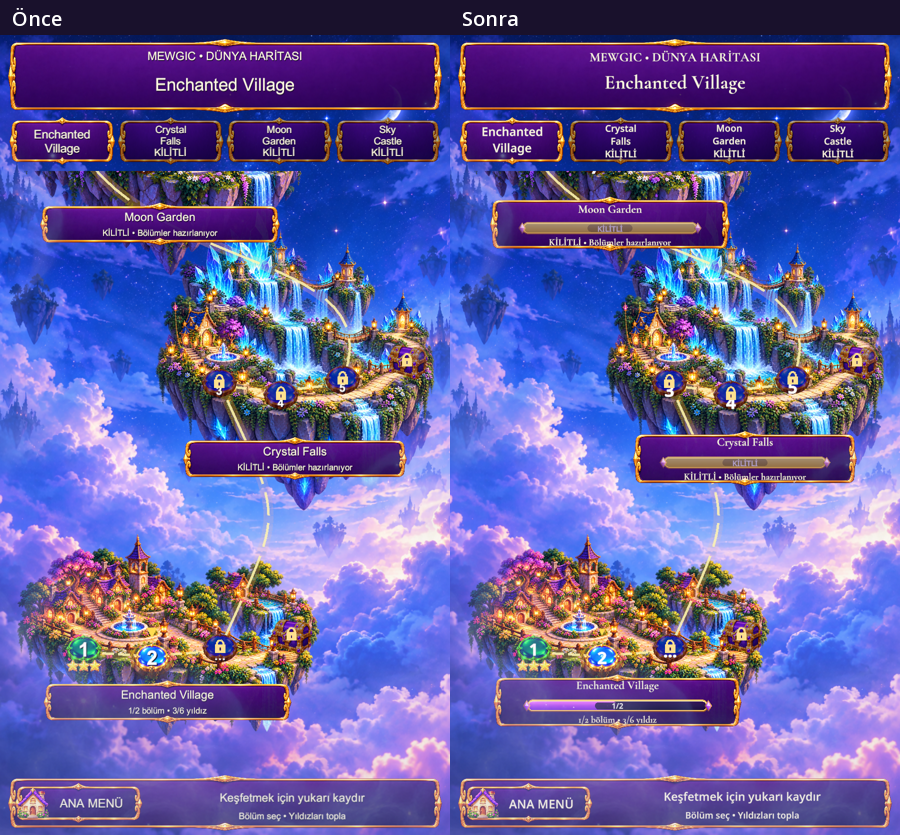 Önce
MEWGIC • DÜNYA HARİTASI
Enchanted Village
Enchanted
Village
Crystal
Falls
KİLİTLİ
Moon
Garden
KİLİTLİ
Sky
Castle
KİLİTLİ
Moon Garden
KİLİTLİ • Bölümler hazırlanıyor
3
4
5
Crystal Falls
KİLİTLİ • Bölümler hazırlanıyor
1
2
Enchanted Village
1/2 bölüm • 3/6 yıldız
ANA MENÜ
Keşfetmek için yukarı kaydır
Bölüm seç • Yıldızları topla
Sonra
MEWGIC • DÜNYA HARİTASI
Enchanted Village
Enchanted
Village
Crystal
Falls
KİLİTLİ
Moon
Garden
KİLİTLİ
Sky
Castle
KİLİTLİ
Moon Garden
KİLİTLİ
KİLİTLİ • Bölümler hazırlanıyor
3
4
5
Crystal Falls
KİLİTLİ
KİLİTLİ • Bölümler hazırlanıyor
1
2
Enchanted Village
1/2
1/2 bölüm • 3/6 yıldız
ANA MENÜ
Keşfetmek için yukarı kaydır
Bölüm seç • Yıldızları topla